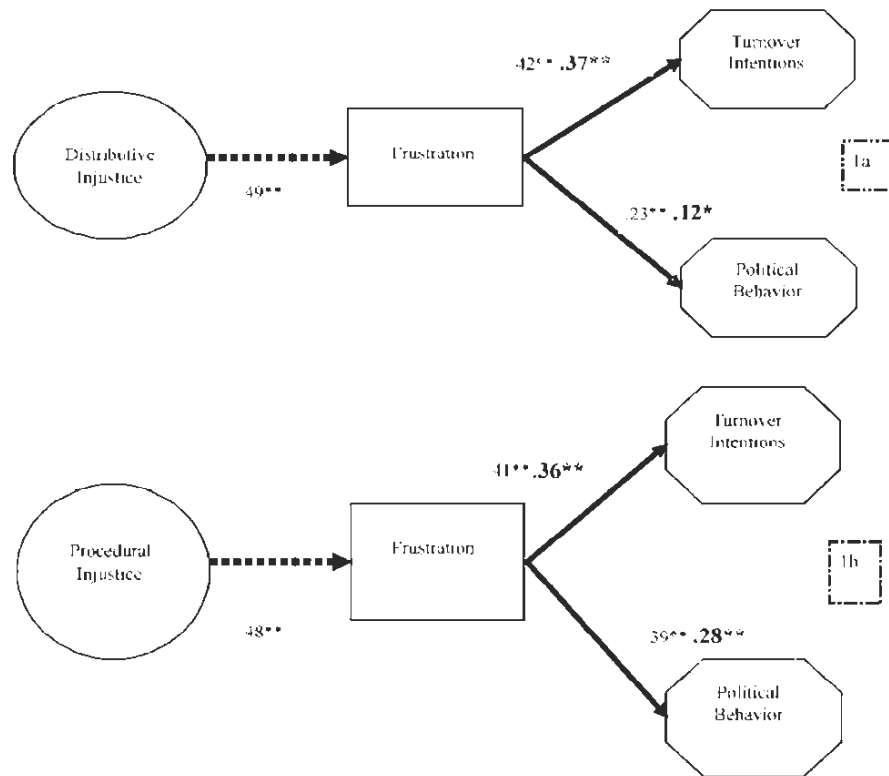 Turnover
Intentions
42** .37**
Distributive
Injustice
Frustration
1a
49**
.23** .12*
Political
Behavior
Turnover
Intentions
41** .36**
Procedural
Injustice
Frustration
1b
48**
39** .28**
Political
Behavior